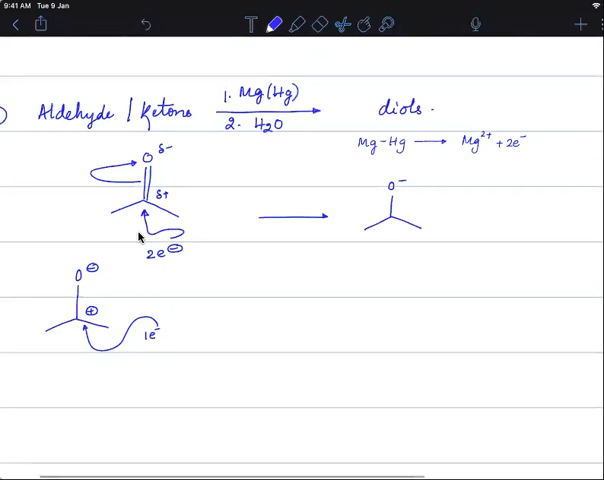 9:41 AM Tue 9 Jan
Aldehyde / Ketons 1. Mg(Hg) diols.
2. H2O
Mg-Hg → Mg2+ + 2e-
O δ-
δ+
O -
2e ⊖
O ⊖
⊕
1e-